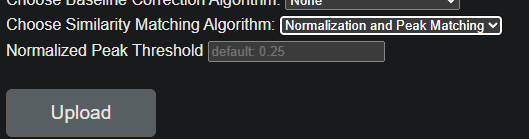 Choose Baseline Correction Algorithm: None
Choose Similarity Matching Algorithm: Normalization and Peak Matching
Normalized Peak Threshold default: 0.25
Upload